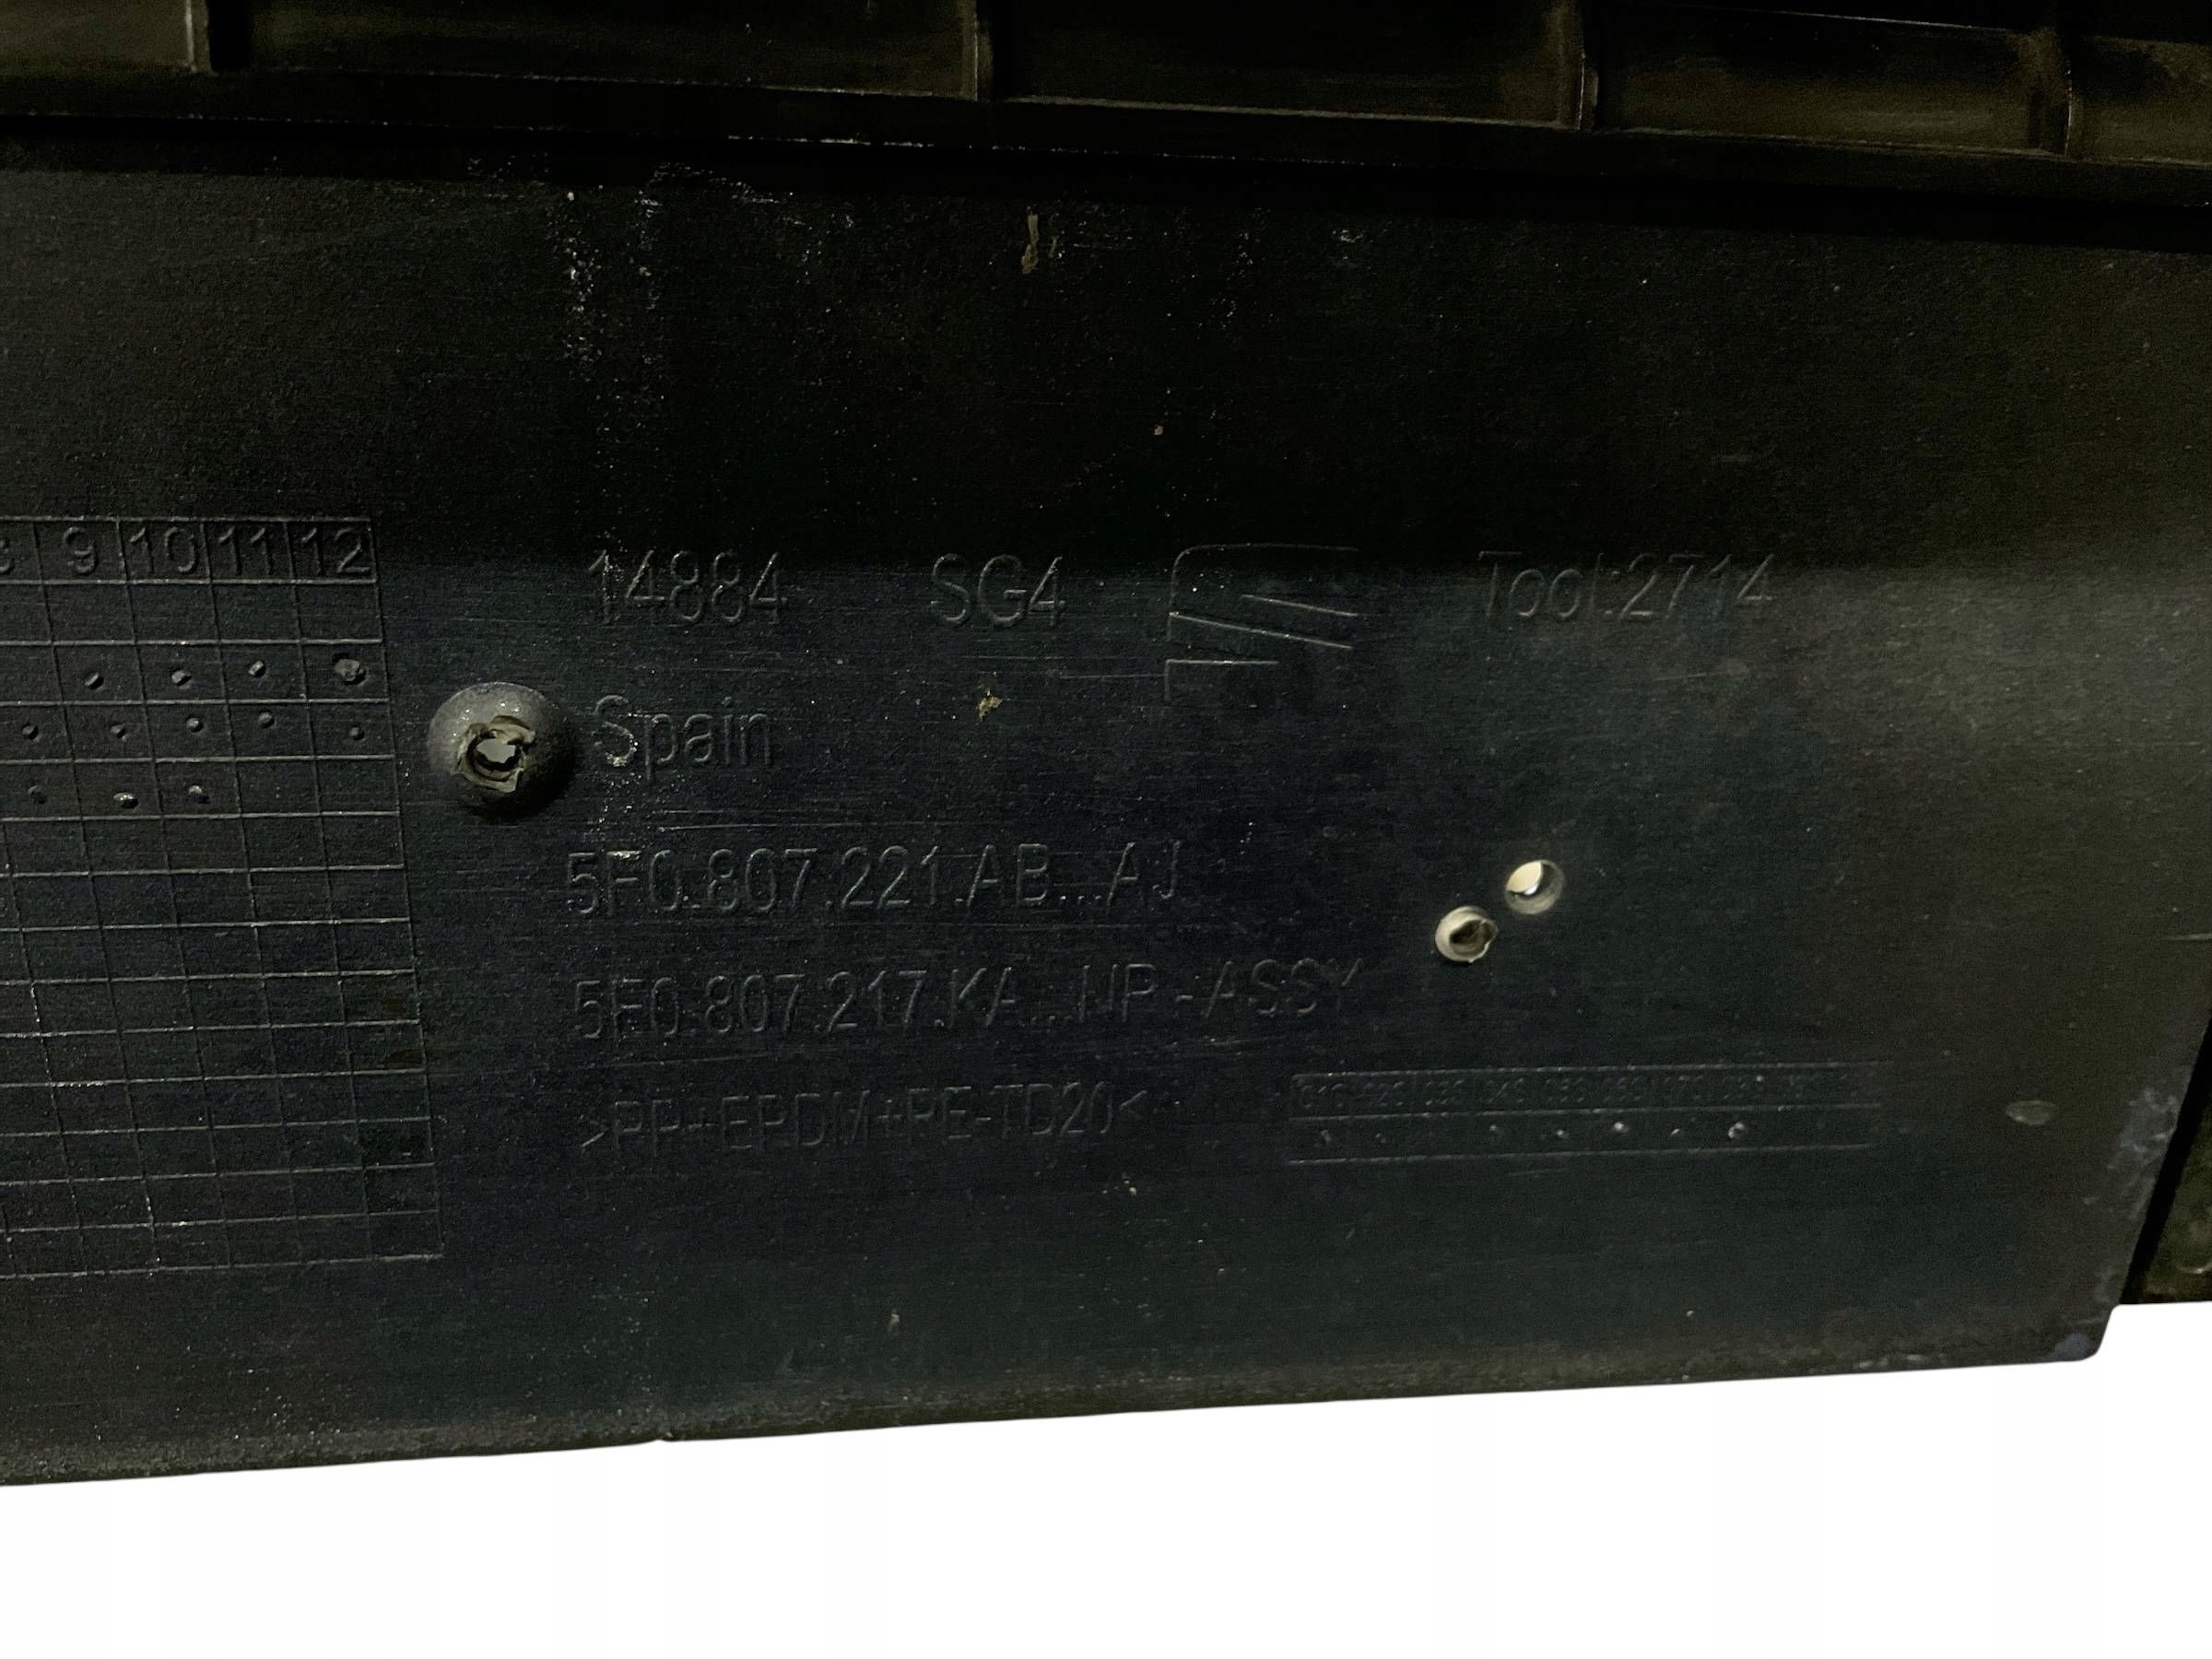 9 10 11 12
14884 SG4 Tool:2714
Spain
5F0.807.221.AB...AJ
5F0.807.217.KA... -ASSY
>PP+EPDM+PE-TD20<